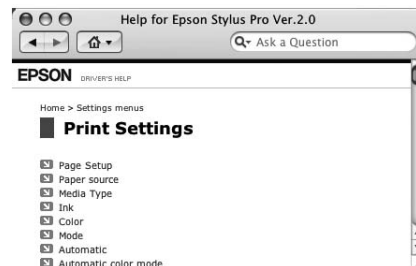 Help for Epson Stylus Pro Ver.2.0
Ask a Question
EPSON DRIVER'S HELP
Home > Settings menus
Print Settings
Page Setup
Paper source
Media Type
Ink
Color
Mode
Automatic
Automatic color mode